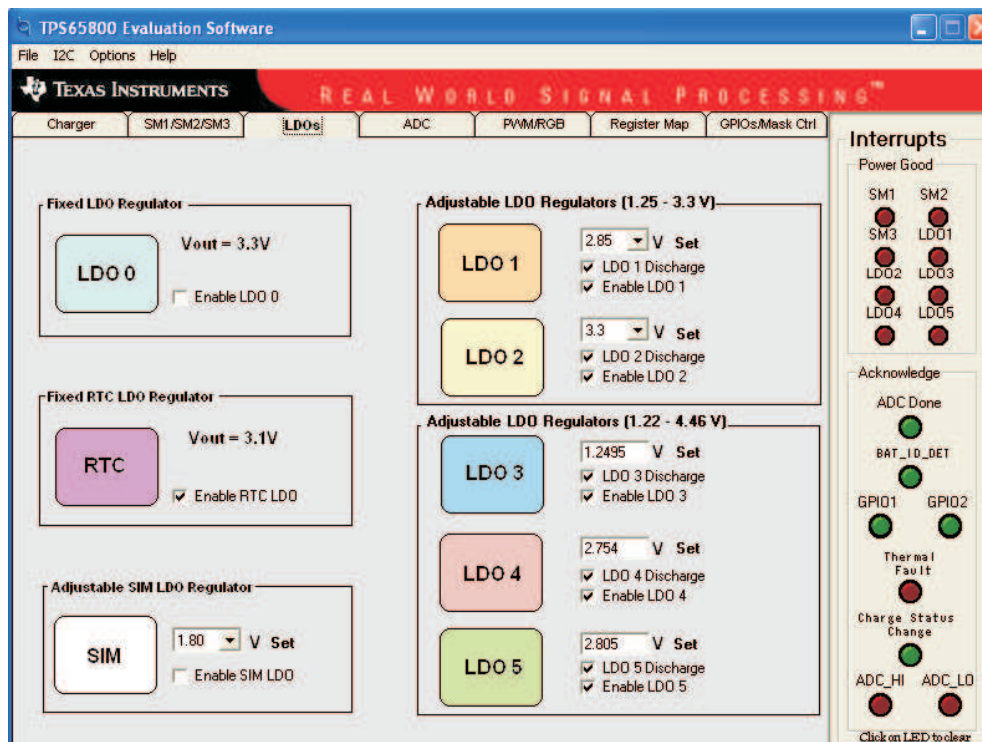 TPS65800 Evaluation Software
File I2C Options Help
TEXAS INSTRUMENTS
REAL WORLD SIGNAL PROCESSING™
Charger SM1/SM2/SM3 LDOs ADC PWM/RGB Register Map GPIOs/Mask Ctrl
Fixed LDO Regulator
LDO 0
Vout = 3.3V
Enable LDO 0
Fixed RTC LDO Regulator
RTC
Vout = 3.1V
Enable RTC LDO
Adjustable SIM LDO Regulator
SIM
1.80 V Set
Enable SIM LDO
Adjustable LDO Regulators (1.25 - 3.3 V)
LDO 1
2.85 V Set
LDO 1 Discharge
Enable LDO 1
LDO 2
3.3 V Set
LDO 2 Discharge
Enable LDO 2
Adjustable LDO Regulators (1.22 - 4.46 V)
LDO 3
1.2495 V Set
LDO 3 Discharge
Enable LDO 3
LDO 4
2.754 V Set
LDO 4 Discharge
Enable LDO 4
LDO 5
2.805 V Set
LDO 5 Discharge
Enable LDO 5
Interrupts
Power Good
SM1 SM2
SM3 LDO1
LDO2 LDO3
LDO4 LDO5
Acknowledge
ADC Done
BAT_ID_DET
GPIO1 GPIO2
Thermal
Fault
Charge Status
Change
ADC_HI ADC_LO
Click on LED to clear